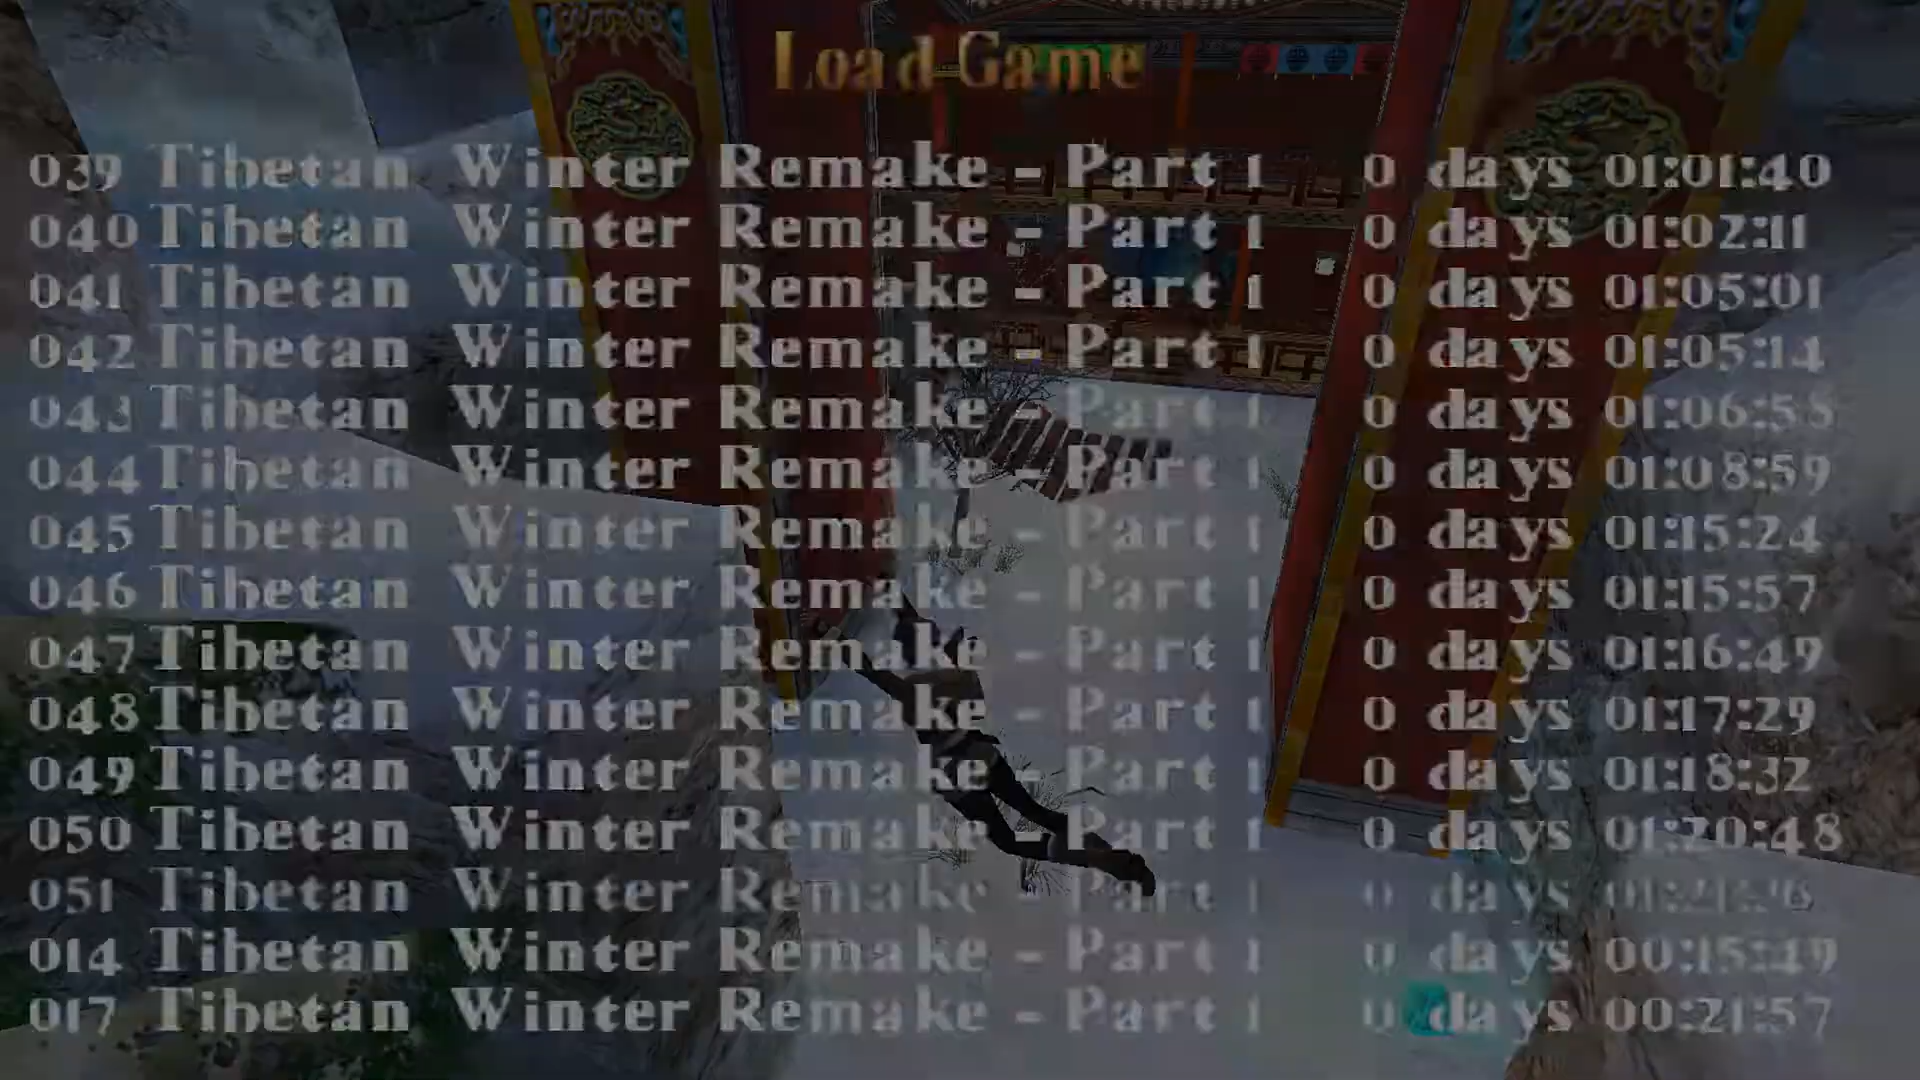 Load Game
039 Tibetan Winter Remake - Part 1 0 days 01:01:40
040 Tibetan Winter Remake - Part 1 0 days 01:02:11
041 Tibetan Winter Remake - Part 1 0 days 01:05:01
042 Tibetan Winter Remake - Part 1 0 days 01:05:14
043 Tibetan Winter Remake - Part 1 0 days
044 Tibetan Winter Remake - Part 1 0 days 01:08:59
045 Tibetan Winter Remake - Part 1 0 days 01:15:24
046 Tibetan Winter Remake - Part 1 0 days 01:15:57
047 Tibetan Winter Remake - Part 1 0 days 01:16:49
048 Tibetan Winter Remake - Part 1 0 days 01:17:29
049 Tibetan Winter Remake - Part 1 0 days 01:18:32
050 Tibetan Winter Remake - Part 1 0 days 01:20:48
051 Tibetan Winter Remake - Part 1 0 days
014 Tibetan Winter Remake - Part 1 0 days 00:15:49
017 Tibetan Winter Remake - Part 1 0 days 00:21:57